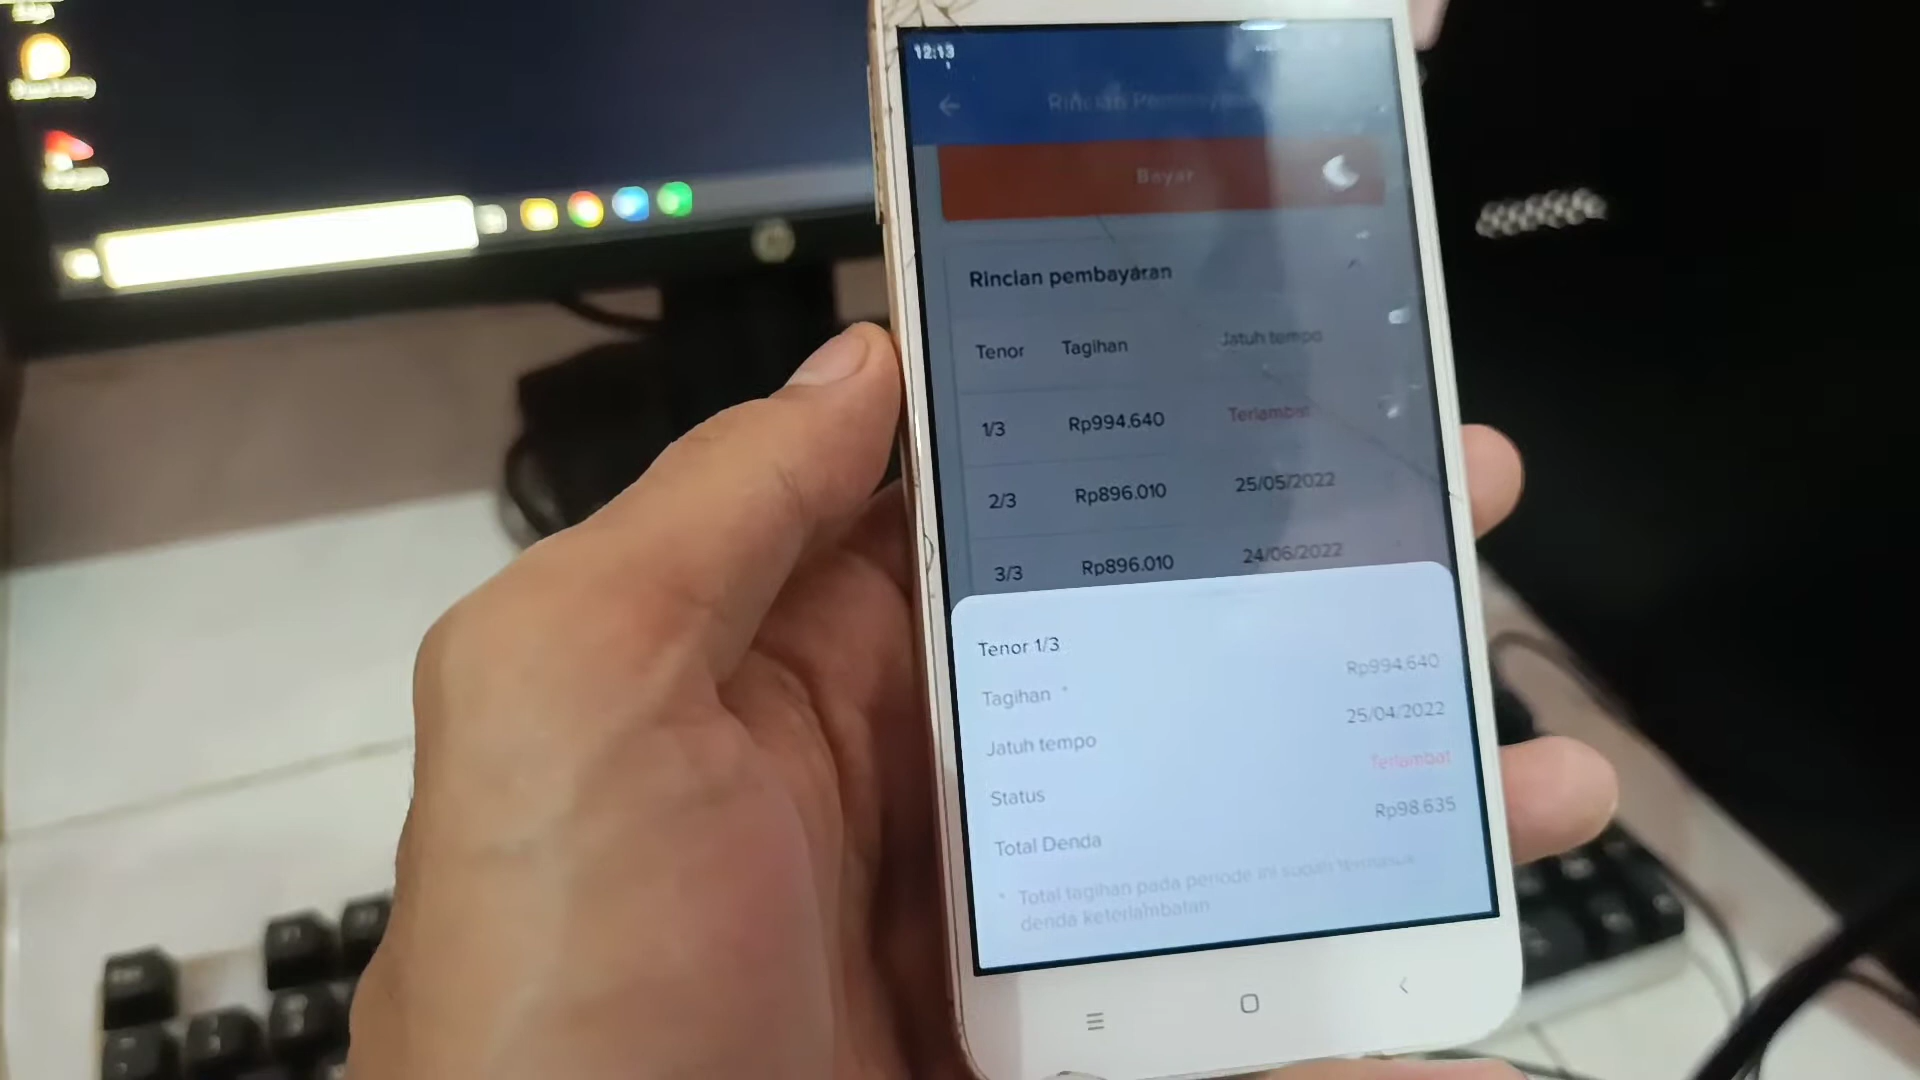 12:13
Bayar
Rincian pembayaran
Tenor Tagihan Jatuh tempo
1/3 Rp994.640 Terlambat
2/3 Rp896.010 25/05/2022
3/3 Rp896.010 24/06/2022
Tenor 1/3
Tagihan * Rp994.640
Jatuh tempo 25/04/2022
Status Terlambat
Total Denda Rp98.635
* Total tagihan pada periode ini sudah termasuk
denda keterlambatan